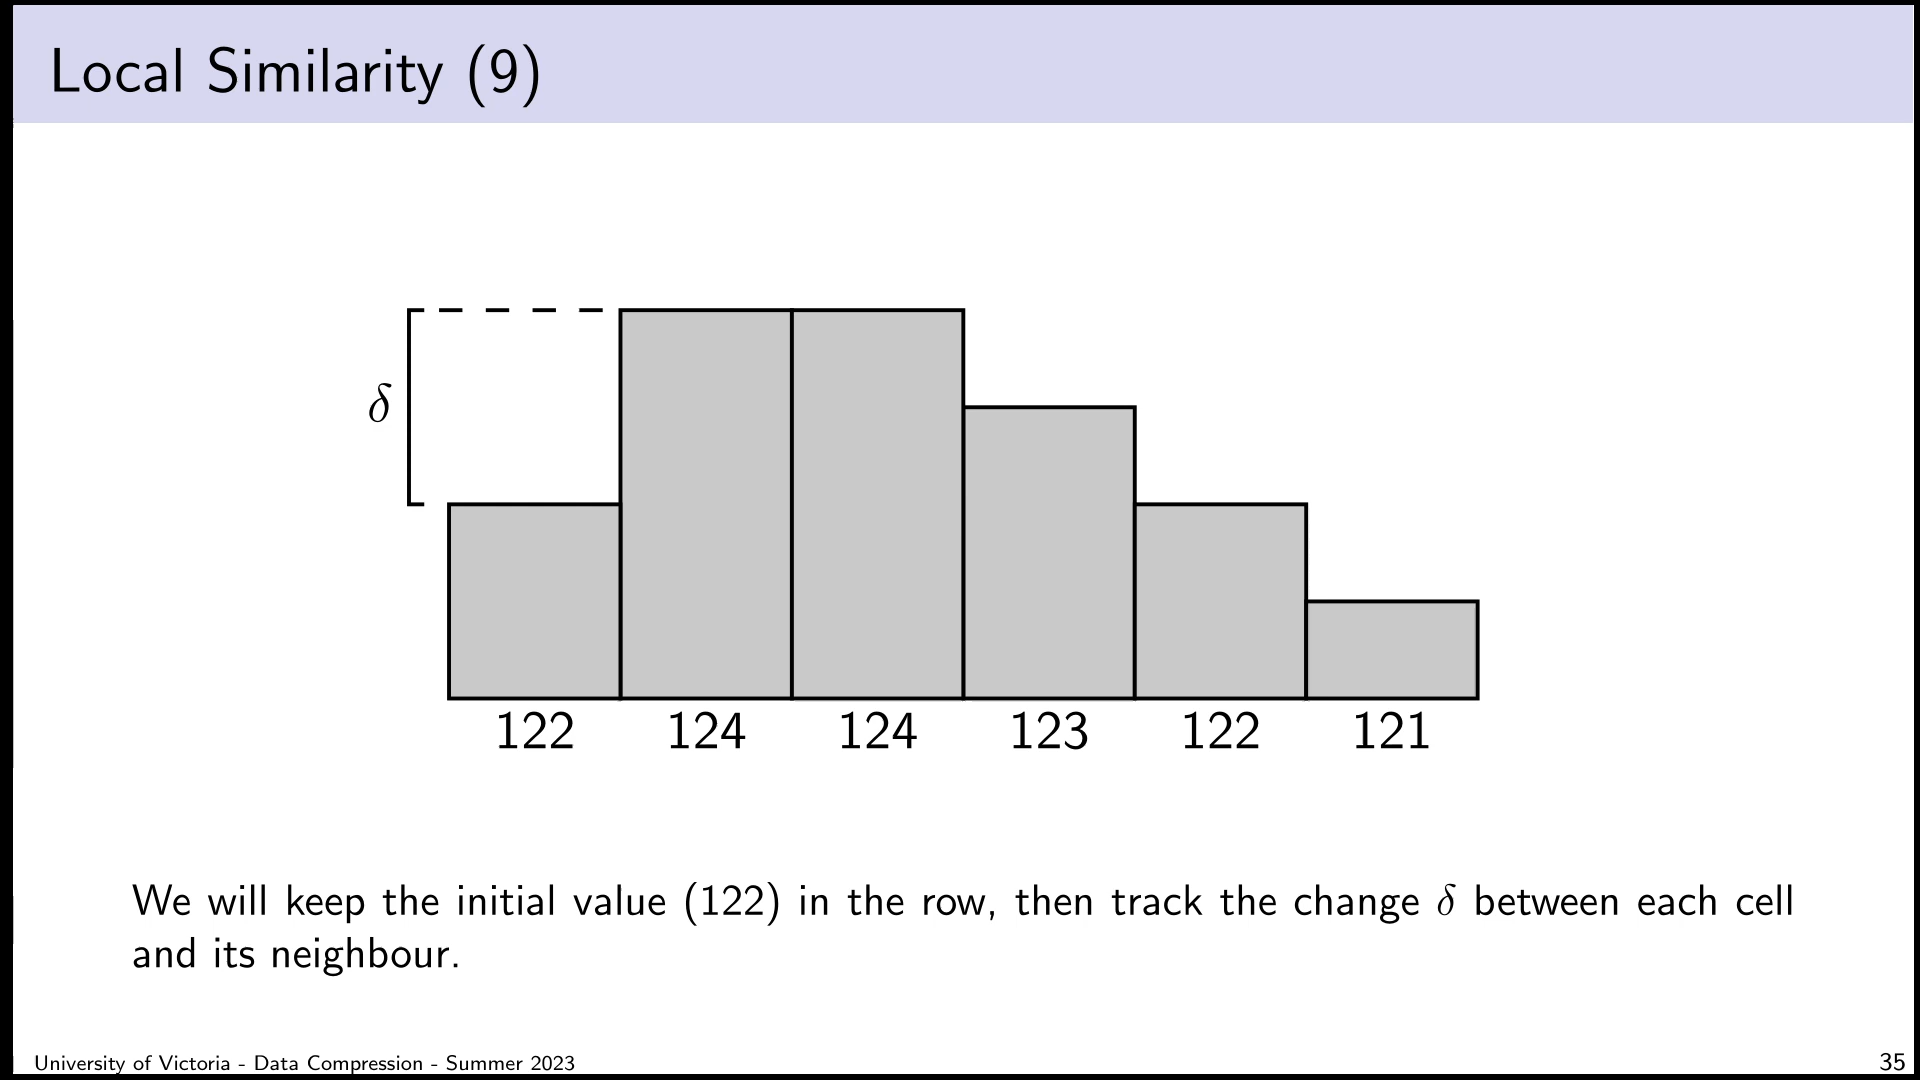 Local Similarity (9)
δ
122 124 124 123 122 121
We will keep the initial value (122) in the row, then track the change δ between each cell
and its neighbour.
University of Victoria - Data Compression - Summer 2023
35